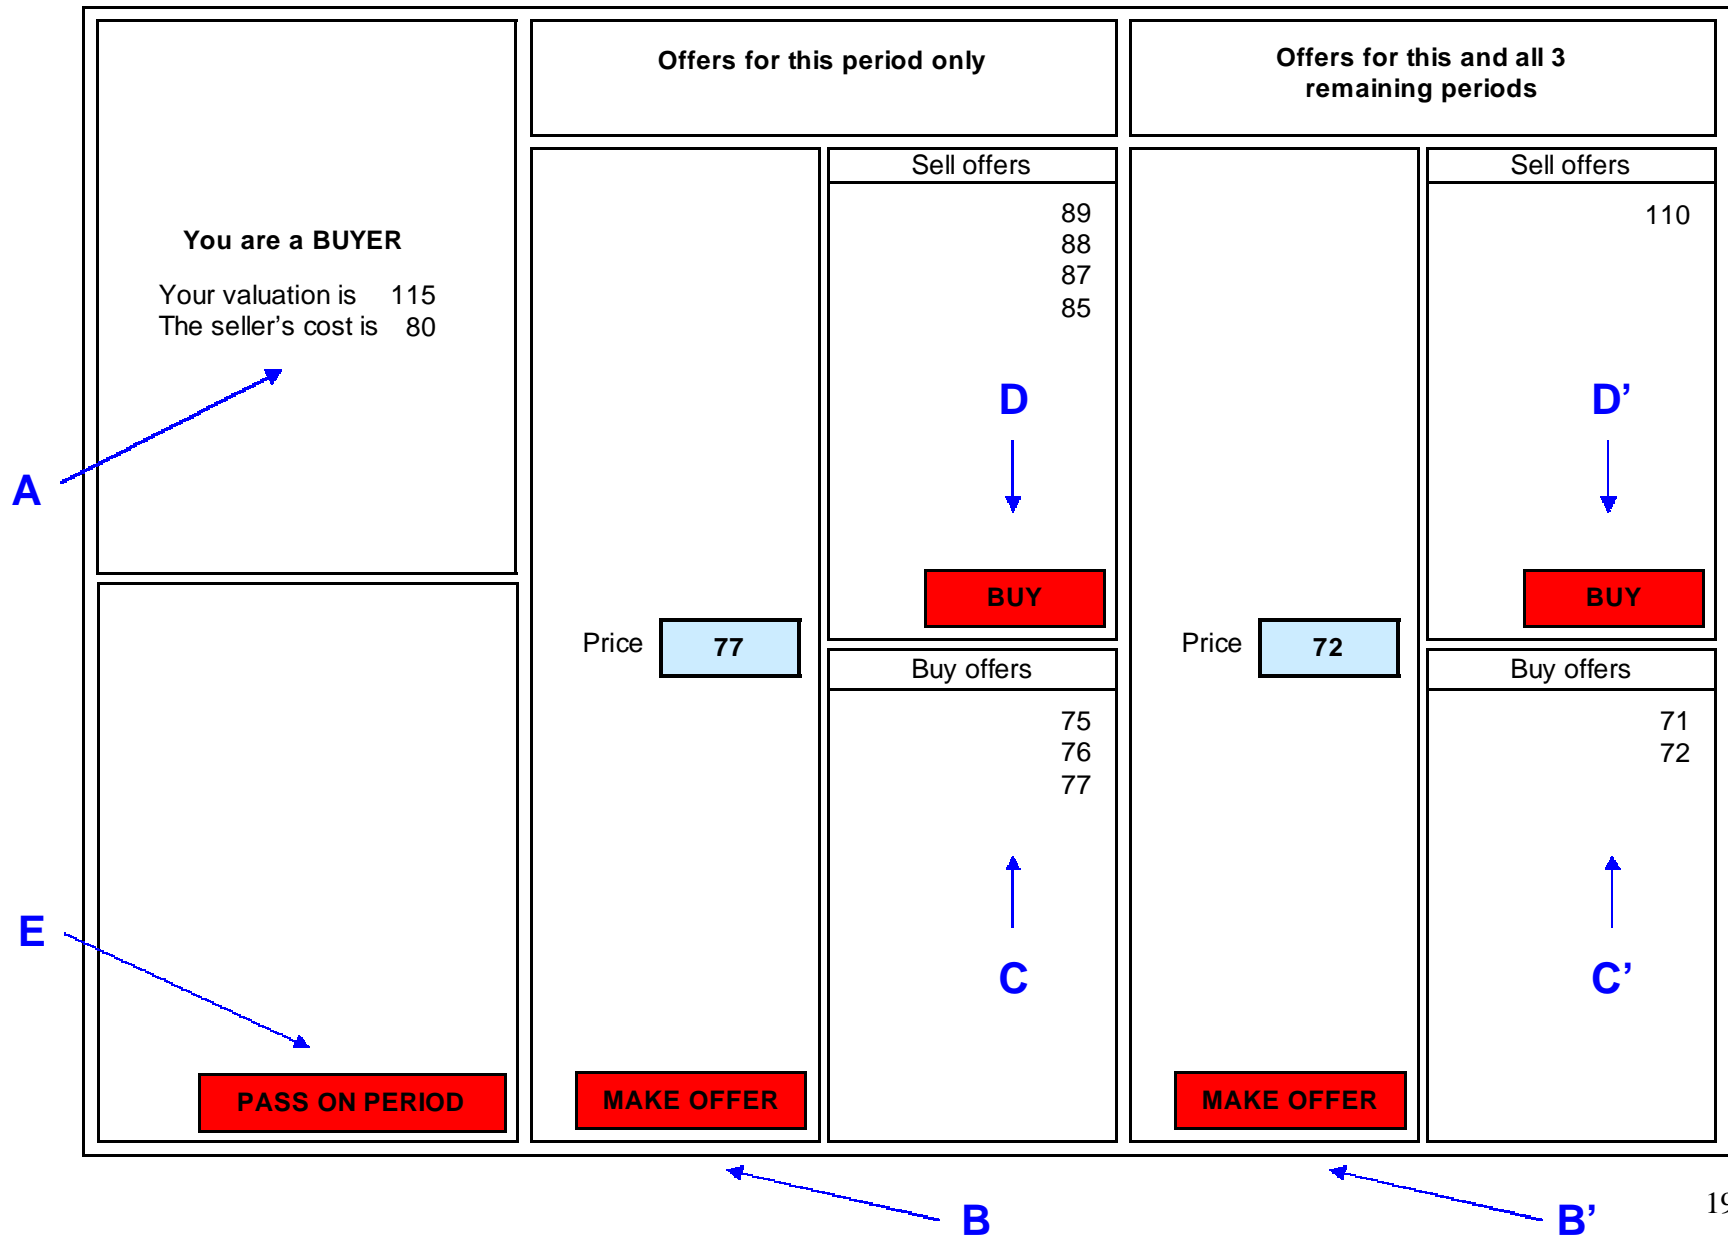 Offers for this period only
Offers for this and all 3
remaining periods
You are a BUYER
Your valuation is 115
The seller’s cost is 80
A
E
PASS ON PERIOD
Price 77
MAKE OFFER
Sell offers
89
88
87
85
D
BUY
Buy offers
75
76
77
C
B
Price 72
MAKE OFFER
Sell offers
110
D’
BUY
Buy offers
71
72
C’
B’
19